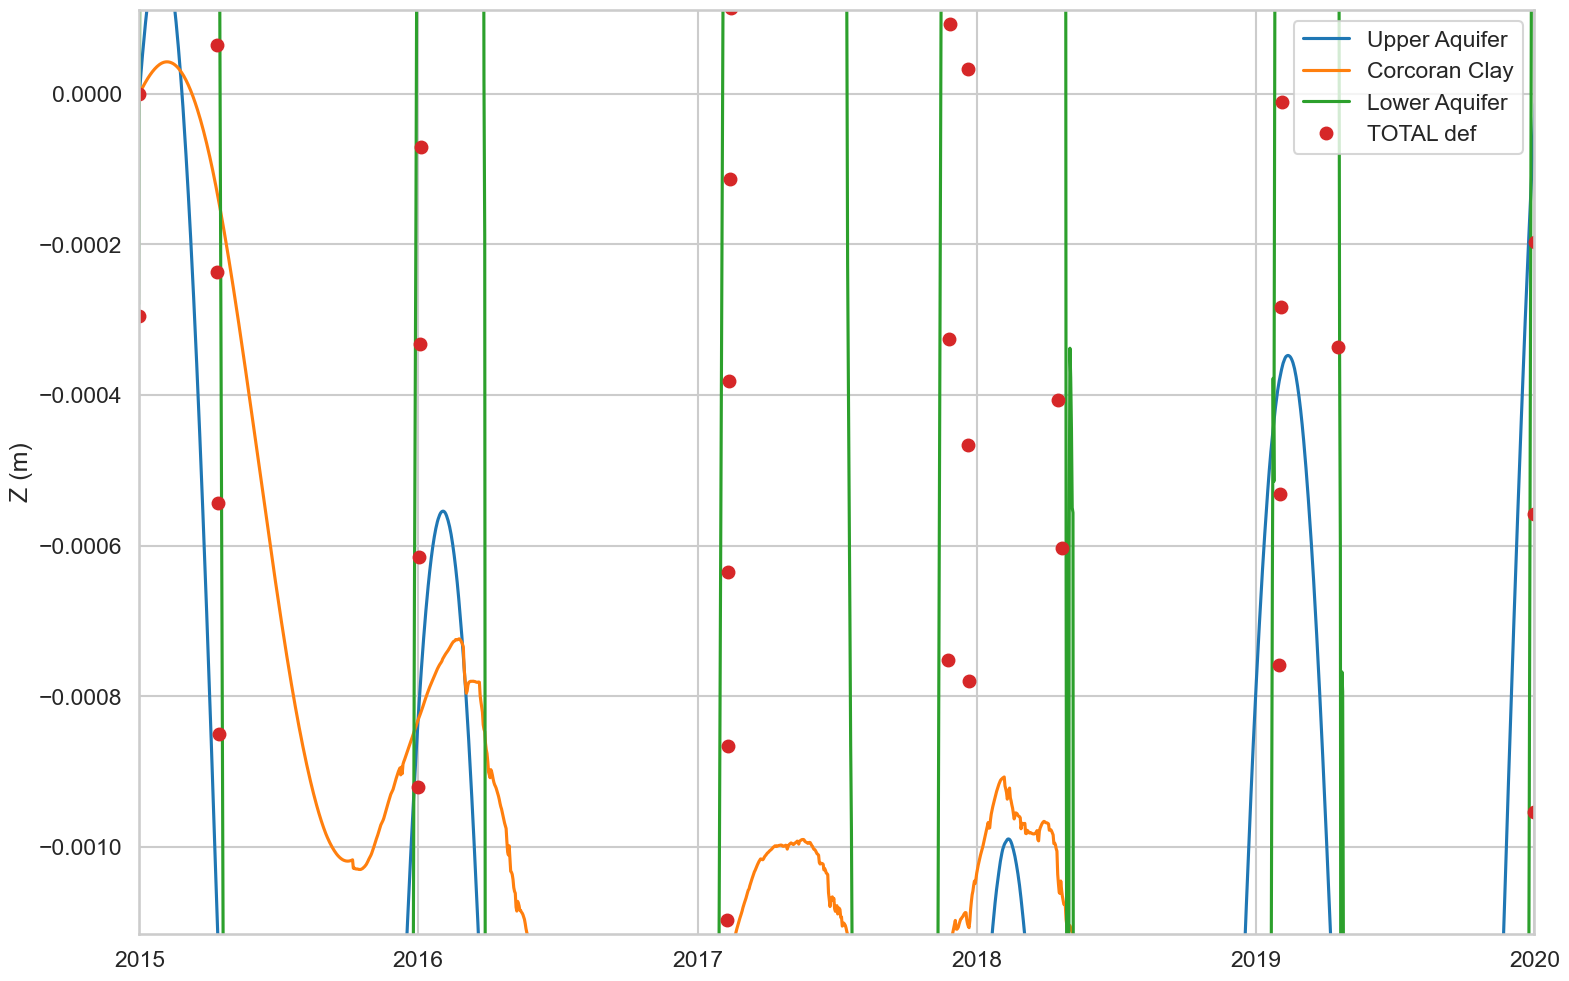 Upper Aquifer
Corcoran Clay
Lower Aquifer
TOTAL def
0.0000
−0.0002
−0.0004
−0.0006
−0.0008
−0.0010
Z (m)
2015 2016 2017 2018 2019 2020